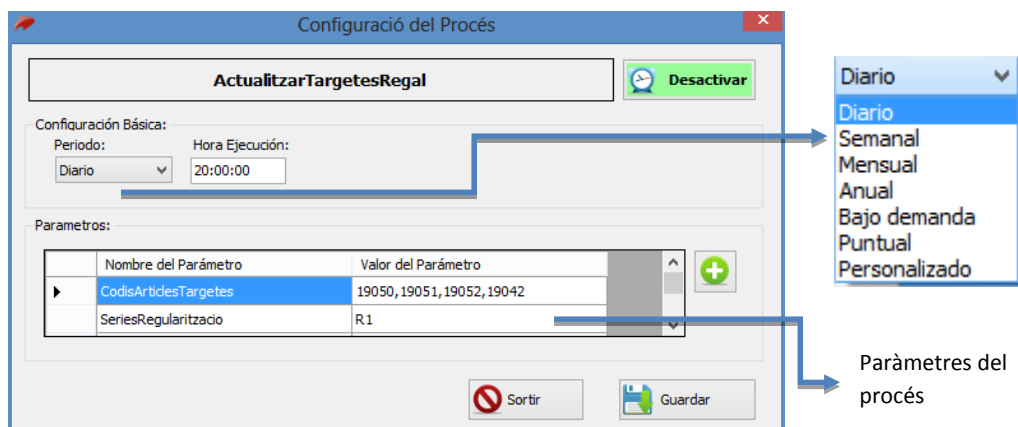 Configuració del Procés
ActualitzarTargetesRegal
Desactivar
Configuración Básica:
Periodo:
Hora Ejecución:
Diario
20:00:00
Parametros:
Nombre del Parámetro
Valor del Parámetro
CodisArticlesTargetes
19050,19051,19052,19042
SeriesRegularitzacio
R1
Sortir
Guardar
Diario
Diario
Semanal
Mensual
Anual
Bajo demanda
Puntual
Personalizado
Paràmetres del
procés